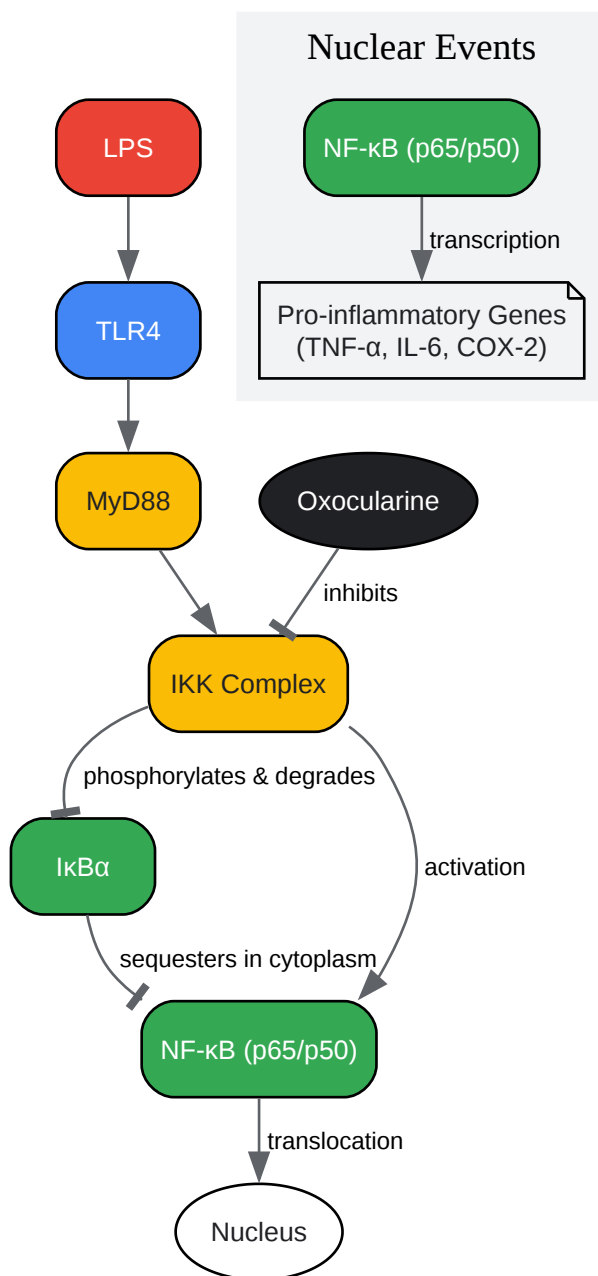 Nuclear Events
LPS
NF-κB (p65/p50)
transcription
TLR4
Pro-inflammatory Genes
(TNF-α, IL-6, COX-2)
MyD88
Oxocularine
inhibits
IKK Complex
phosphorylates & degrades
IκBα
activation
sequesters in cytoplasm
NF-κB (p65/p50)
translocation
Nucleus